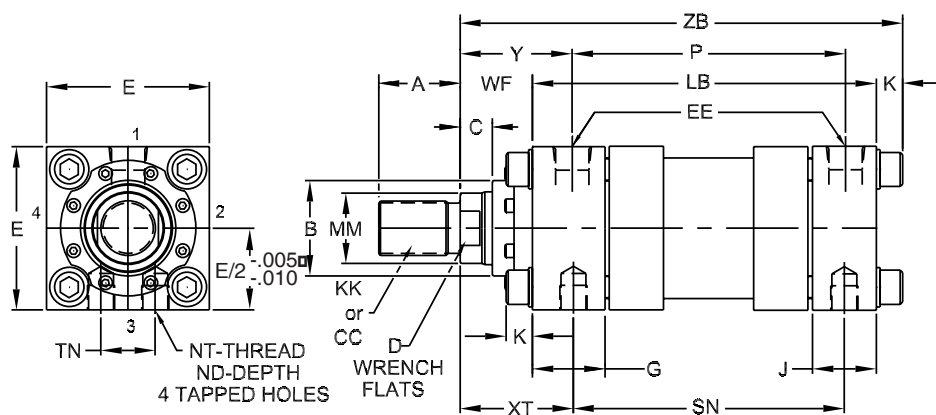 ZB
Y
P
E
A
WF
LB
K
C
EE
1
4
2
E
B
MM
E/2 -.005
-.010
KK
or
CC
K
3
TN
NT-THREAD
ND-DEPTH
4 TAPPED HOLES
D
WRENCH
FLATS
G
J
XT
SN